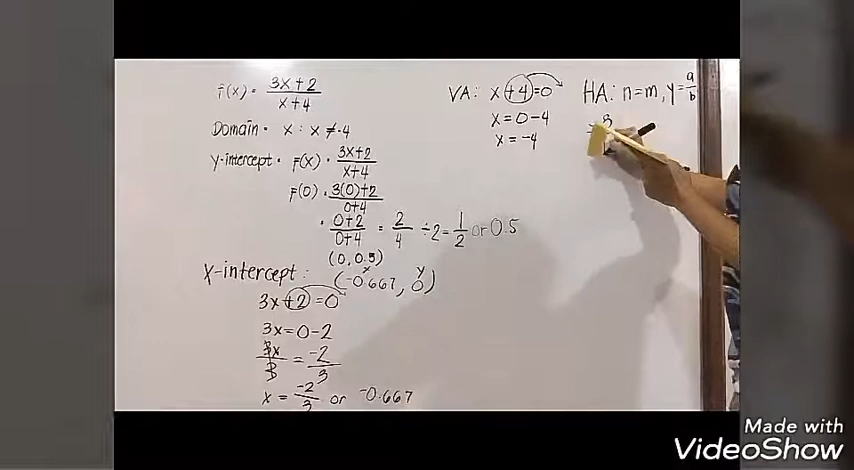 F(x) = 3x + 2 / x + 4
Domain = x : x ≠ -4
y-intercept = F(x) = 3x+2 / x+4
F(0) = 3(0)+2 / 0+4
= 0+2 / 0+4 = 2 / 4 ÷ 2 = 1 / 2 or 0.5
(0, 0.5)
x y
X-intercept : (-0.667, 0)
3x + 2 = 0
3x = 0 - 2
3x / 3 = -2 / 3
x = -2 / 3 or -0.667
VA: x + 4 = 0
x = 0 - 4
x = -4
HA: n = m, y = a / b
Made with
VideoShow